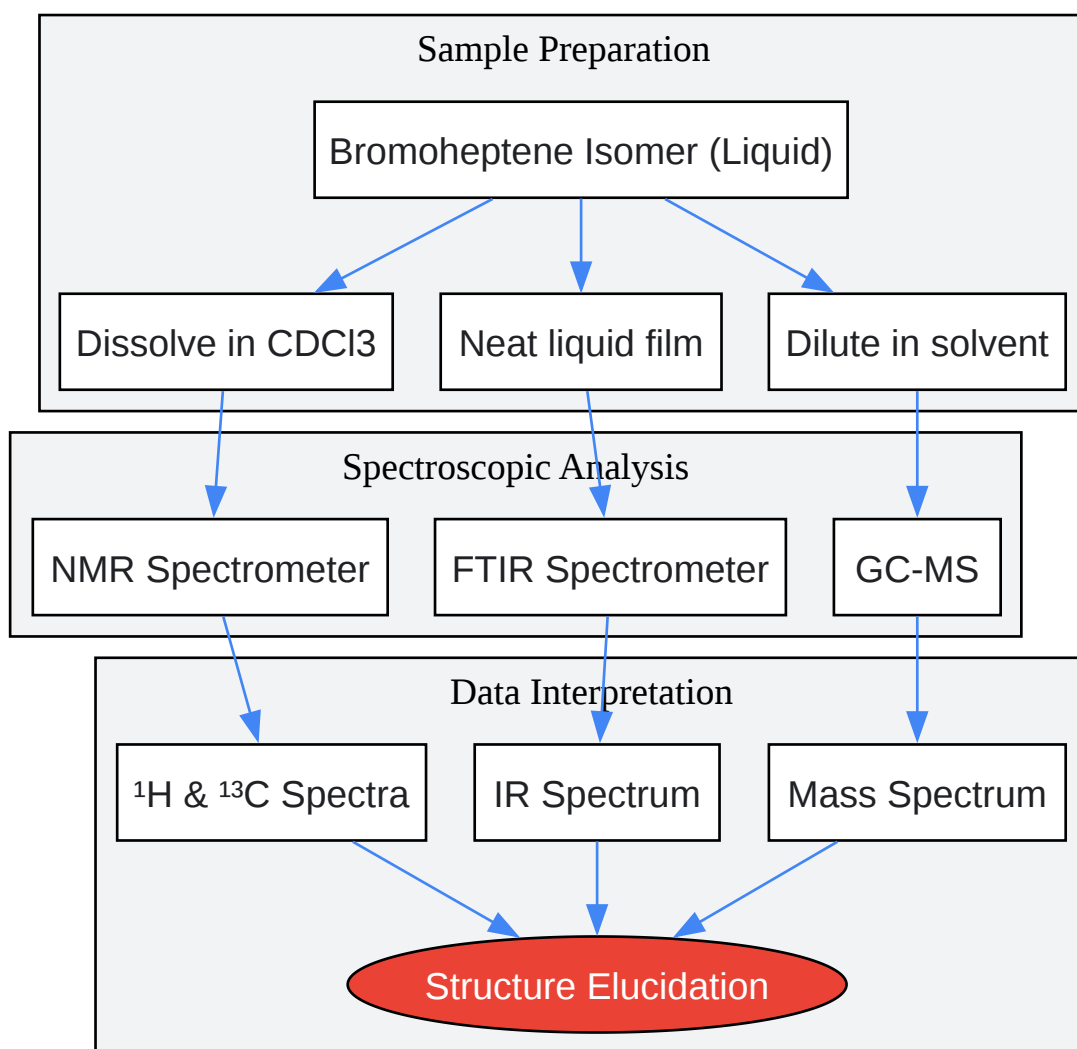 Sample Preparation
Bromoheptene Isomer (Liquid)
Dissolve in CDCl3
Neat liquid film
Dilute in solvent
Spectroscopic Analysis
NMR Spectrometer
FTIR Spectrometer
GC-MS
Data Interpretation
¹H & ¹³C Spectra
IR Spectrum
Mass Spectrum
Structure Elucidation